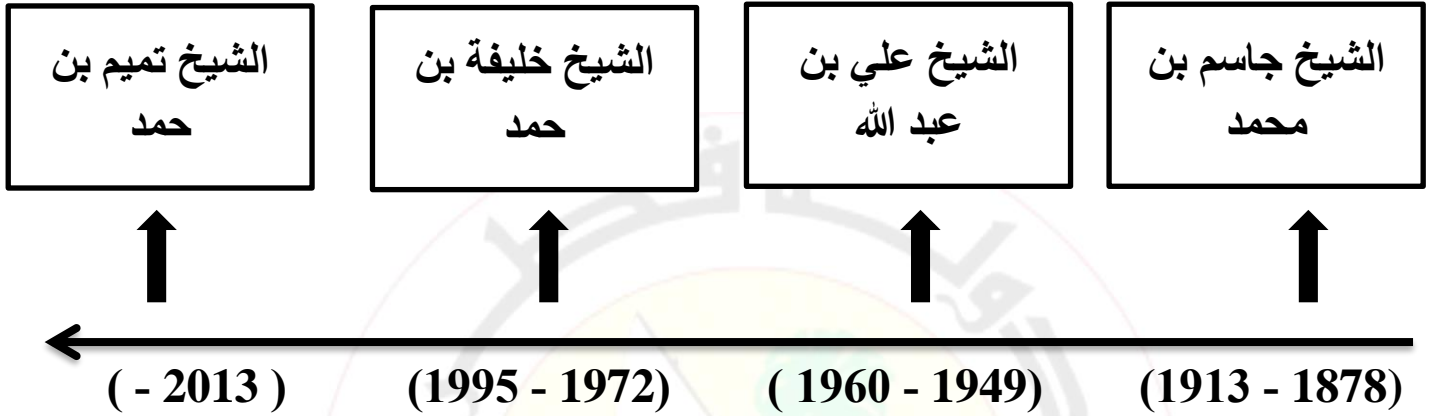 الشيخ جاسم بن
محمد
الشيخ علي بن
عبد الله
الشيخ خليفة بن
حمد
الشيخ تميم بن
حمد
(1913 - 1878)
( 1960 - 1949)
(1995 - 1972)
( - 2013 )